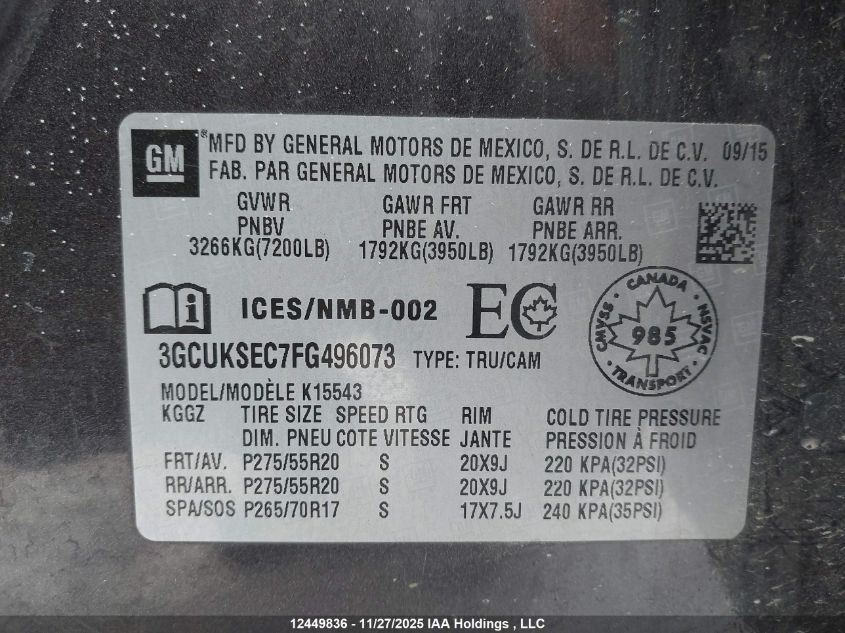 GM
® MFD BY GENERAL MOTORS DE MEXICO, S. DE R.L. DE C.V. 09/15
FAB. PAR GENERAL MOTORS DE MEXICO, S. DE R.L. DE C.V.
GVWR GAWR FRT GAWR RR
PNBV PNBE AV. PNBE ARR.
3266KG(7200LB) 1792KG(3950LB) 1792KG(3950LB)
i ICES/NMB-002 EC
CANADA
CMVSS 985 NSVAC
TRANSPORT
3GCUKSEC7FG496073 TYPE: TRU/CAM
MODEL/MODÈLE K15543
KGGZ TIRE SIZE SPEED RTG RIM COLD TIRE PRESSURE
DIM. PNEU COTE VITESSE JANTE PRESSION À FROID
FRT/AV. P275/55R20 S 20X9J 220 KPA(32PSI)
RR/ARR. P275/55R20 S 20X9J 220 KPA(32PSI)
SPA/SOS P265/70R17 S 17X7.5J 240 KPA(35PSI)
12449836 - 11/27/2025 IAA Holdings , LLC